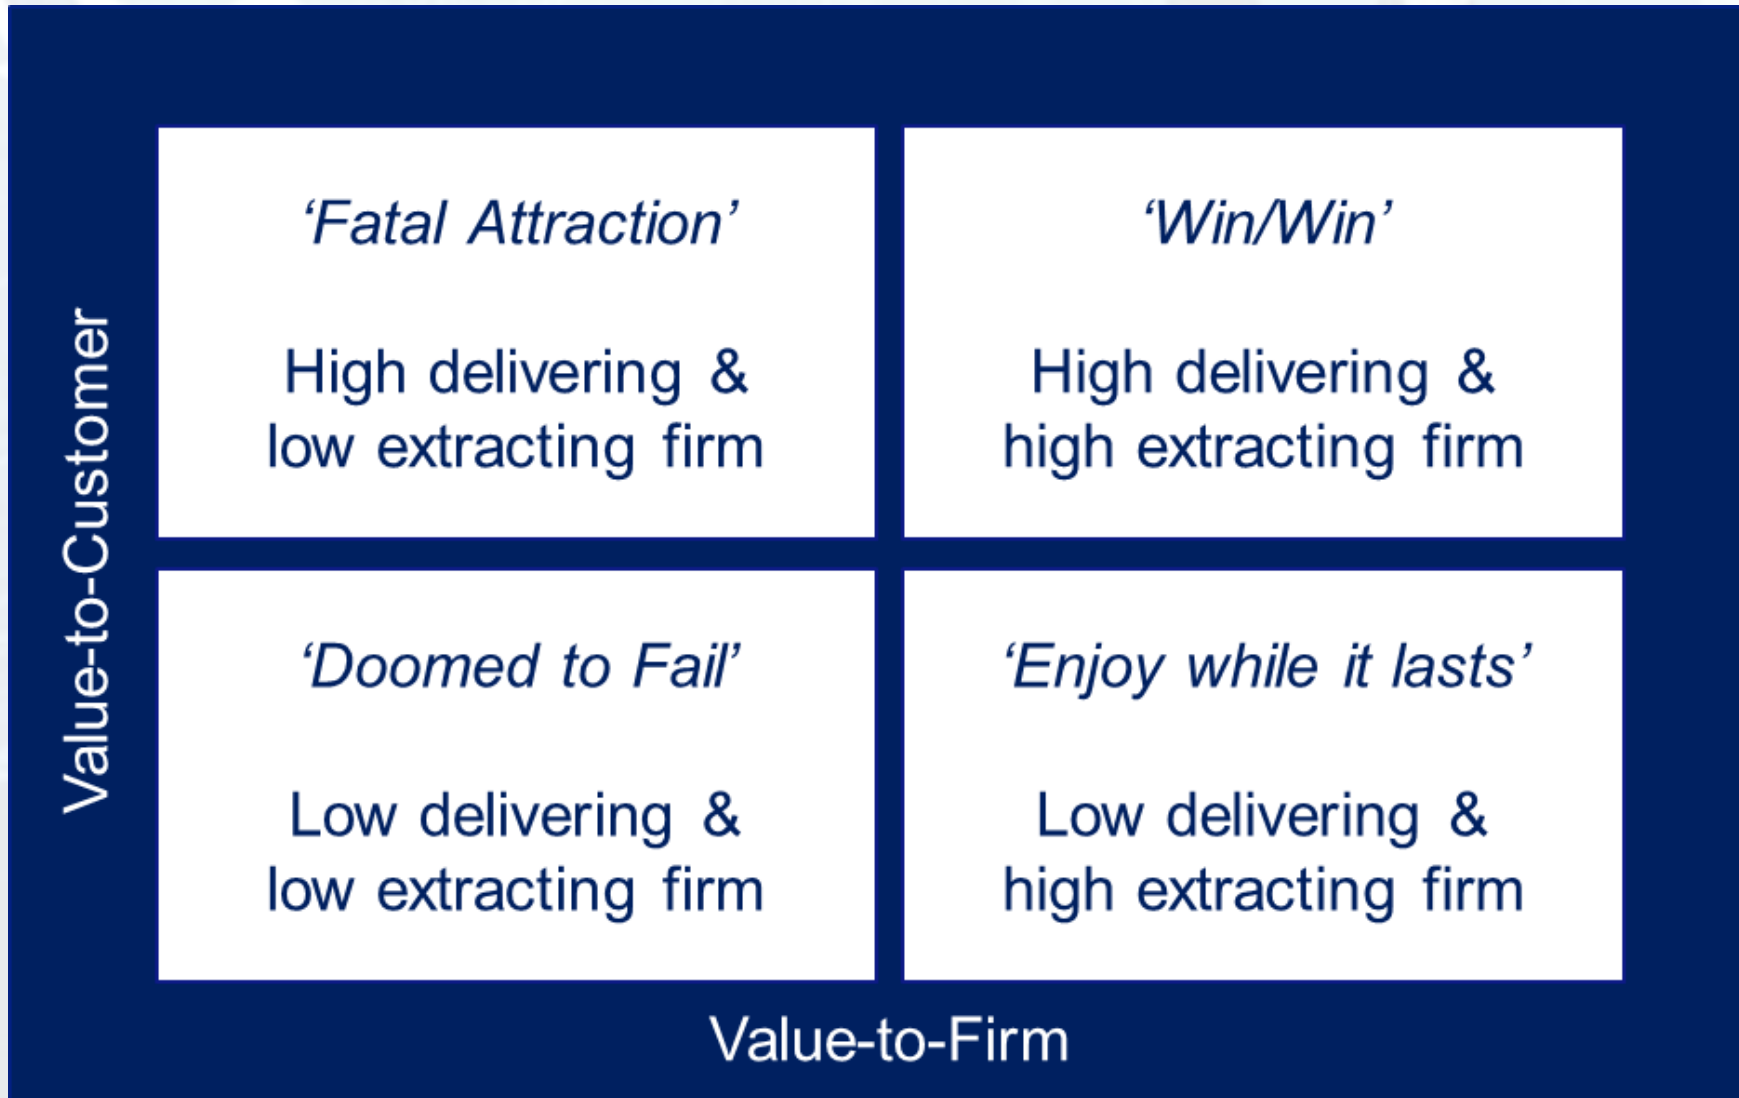 ‘Fatal Attraction’
High delivering &
low extracting firm
‘Win/Win’
High delivering &
high extracting firm
Value-to-Customer
‘Doomed to Fail’
Low delivering &
low extracting firm
‘Enjoy while it lasts’
Low delivering &
high extracting firm
Value-to-Firm